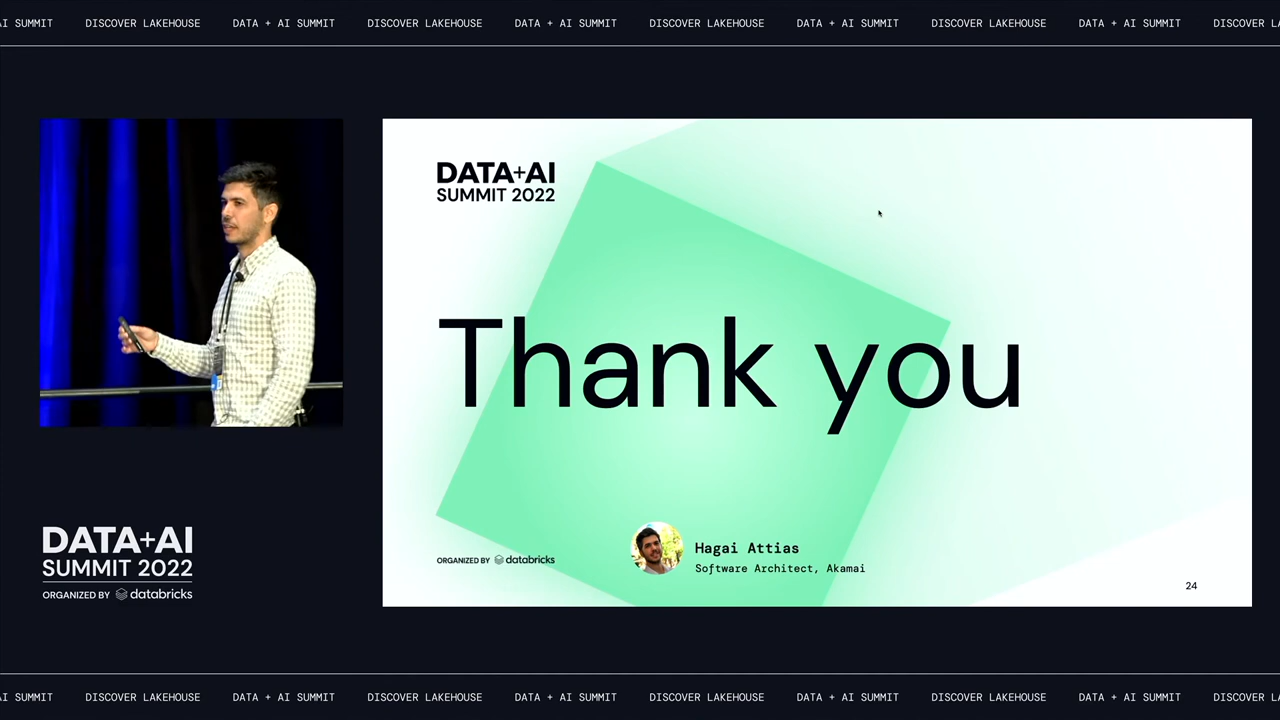 AI SUMMIT DISCOVER LAKEHOUSE DATA + AI SUMMIT DISCOVER LAKEHOUSE DATA + AI SUMMIT DISCOVER LAKEHOUSE DATA + AI SUMMIT DISCOVER LAKEHOUSE DATA + AI SUMMIT DISCOVER
DATA+AI
SUMMIT 2022
Thank you
Hagai Attias
Software Architect, Akamai
ORGANIZED BY databricks
24
DATA+AI
SUMMIT 2022
ORGANIZED BY databricks
AI SUMMIT DISCOVER LAKEHOUSE DATA + AI SUMMIT DISCOVER LAKEHOUSE DATA + AI SUMMIT DISCOVER LAKEHOUSE DATA + AI SUMMIT DISCOVER LAKEHOUSE DATA + AI SUMMIT DISCOVER